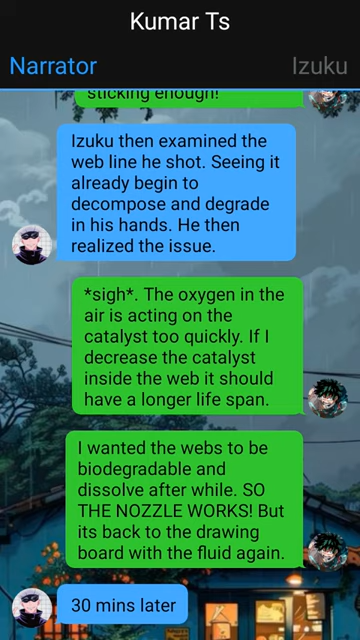 Kumar Ts
Narrator
Izuku
sticking enough!
Izuku then examined the
web line he shot. Seeing it
already begin to
decompose and degrade
in his hands. He then
realized the issue.
*sigh*. The oxygen in the
air is acting on the
catalyst too quickly. If I
decrease the catalyst
inside the web it should
have a longer life span.
I wanted the webs to be
biodegradable and
dissolve after while. SO
THE NOZZLE WORKS! But
its back to the drawing
board with the fluid again.
30 mins later